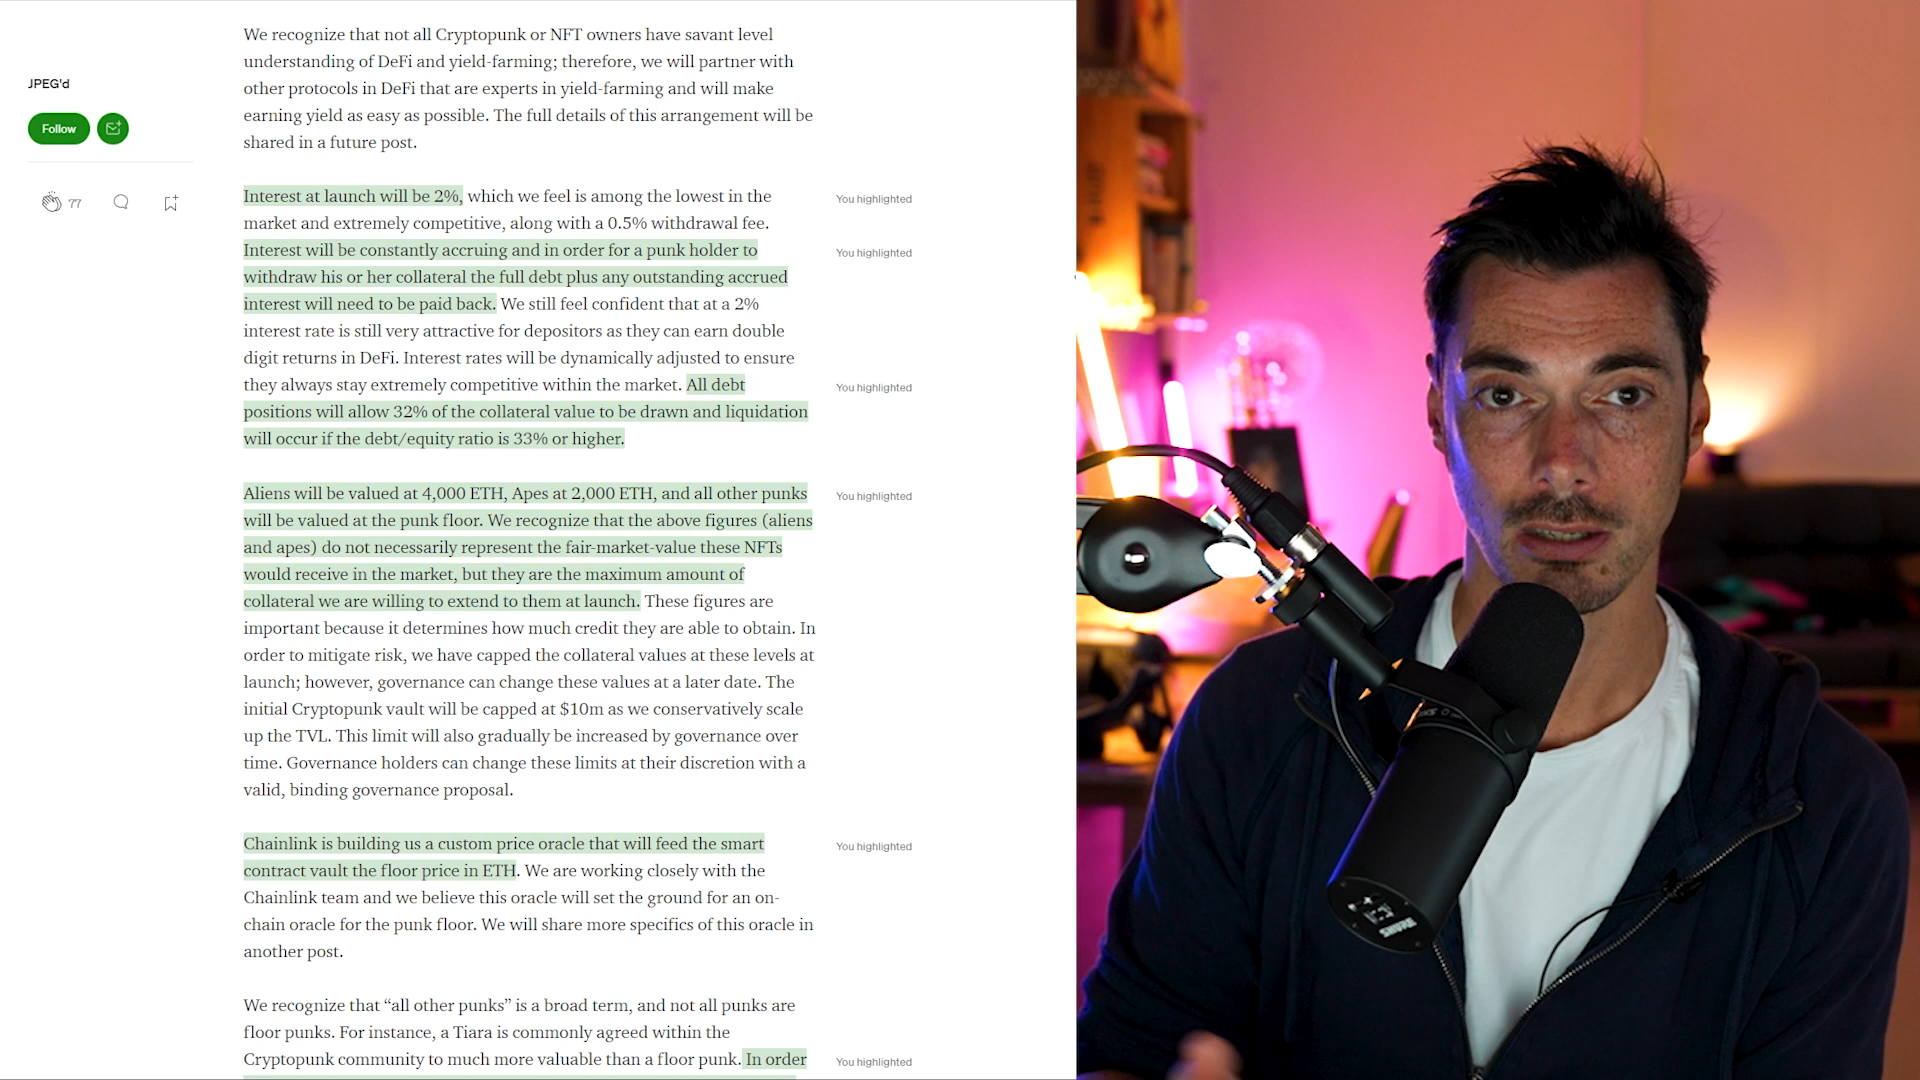 We recognize that not all Cryptopunk or NFT owners have savant level
understanding of DeFi and yield-farming; therefore, we will partner with
other protocols in DeFi that are experts in yield-farming and will make
earning yield as easy as possible. The full details of this arrangement will be
shared in a future post.
JPEG'd
Follow
77
Interest at launch will be 2%, which we feel is among the lowest in the
market and extremely competitive, along with a 0.5% withdrawal fee.
Interest will be constantly accruing and in order for a punk holder to
withdraw his or her collateral the full debt plus any outstanding accrued
interest will need to be paid back. We still feel confident that at a 2%
interest rate is still very attractive for depositors as they can earn double
digit returns in DeFi. Interest rates will be dynamically adjusted to ensure
they always stay extremely competitive within the market. All debt
positions will allow 32% of the collateral value to be drawn and liquidation
will occur if the debt/equity ratio is 33% or higher.
You highlighted
You highlighted
You highlighted
Aliens will be valued at 4,000 ETH, Apes at 2,000 ETH, and all other punks
will be valued at the punk floor. We recognize that the above figures (aliens
and apes) do not necessarily represent the fair-market-value these NFTs
would receive in the market, but they are the maximum amount of
collateral we are willing to extend to them at launch. These figures are
important because it determines how much credit they are able to obtain. In
order to mitigate risk, we have capped the collateral values at these levels at
launch; however, governance can change these values at a later date. The
initial Cryptopunk vault will be capped at $10m as we conservatively scale
up the TVL. This limit will also gradually be increased by governance over
time. Governance holders can change these limits at their discretion with a
valid, binding governance proposal.
You highlighted
Chainlink is building us a custom price oracle that will feed the smart
contract vault the floor price in ETH. We are working closely with the
Chainlink team and we believe this oracle will set the ground for an on-
chain oracle for the punk floor. We will share more specifics of this oracle in
another post.
You highlighted
We recognize that “all other punks” is a broad term, and not all punks are
floor punks. For instance, a Tiara is commonly agreed within the
Cryptopunk community to much more valuable than a floor punk. In order
You highlighted